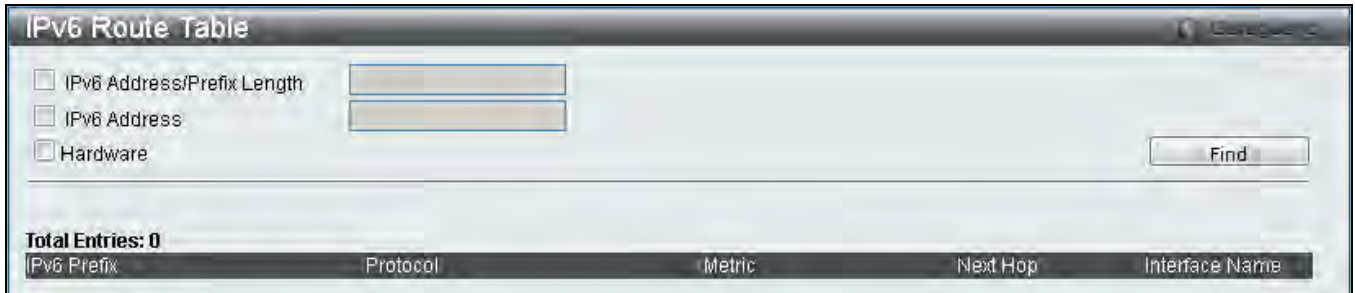 IPv6 Route Table
IPv6 Address/Prefix Length
IPv6 Address
Hardware
Find
Total Entries: 0
IPv6 Prefix Protocol Metric Next Hop Interface Name